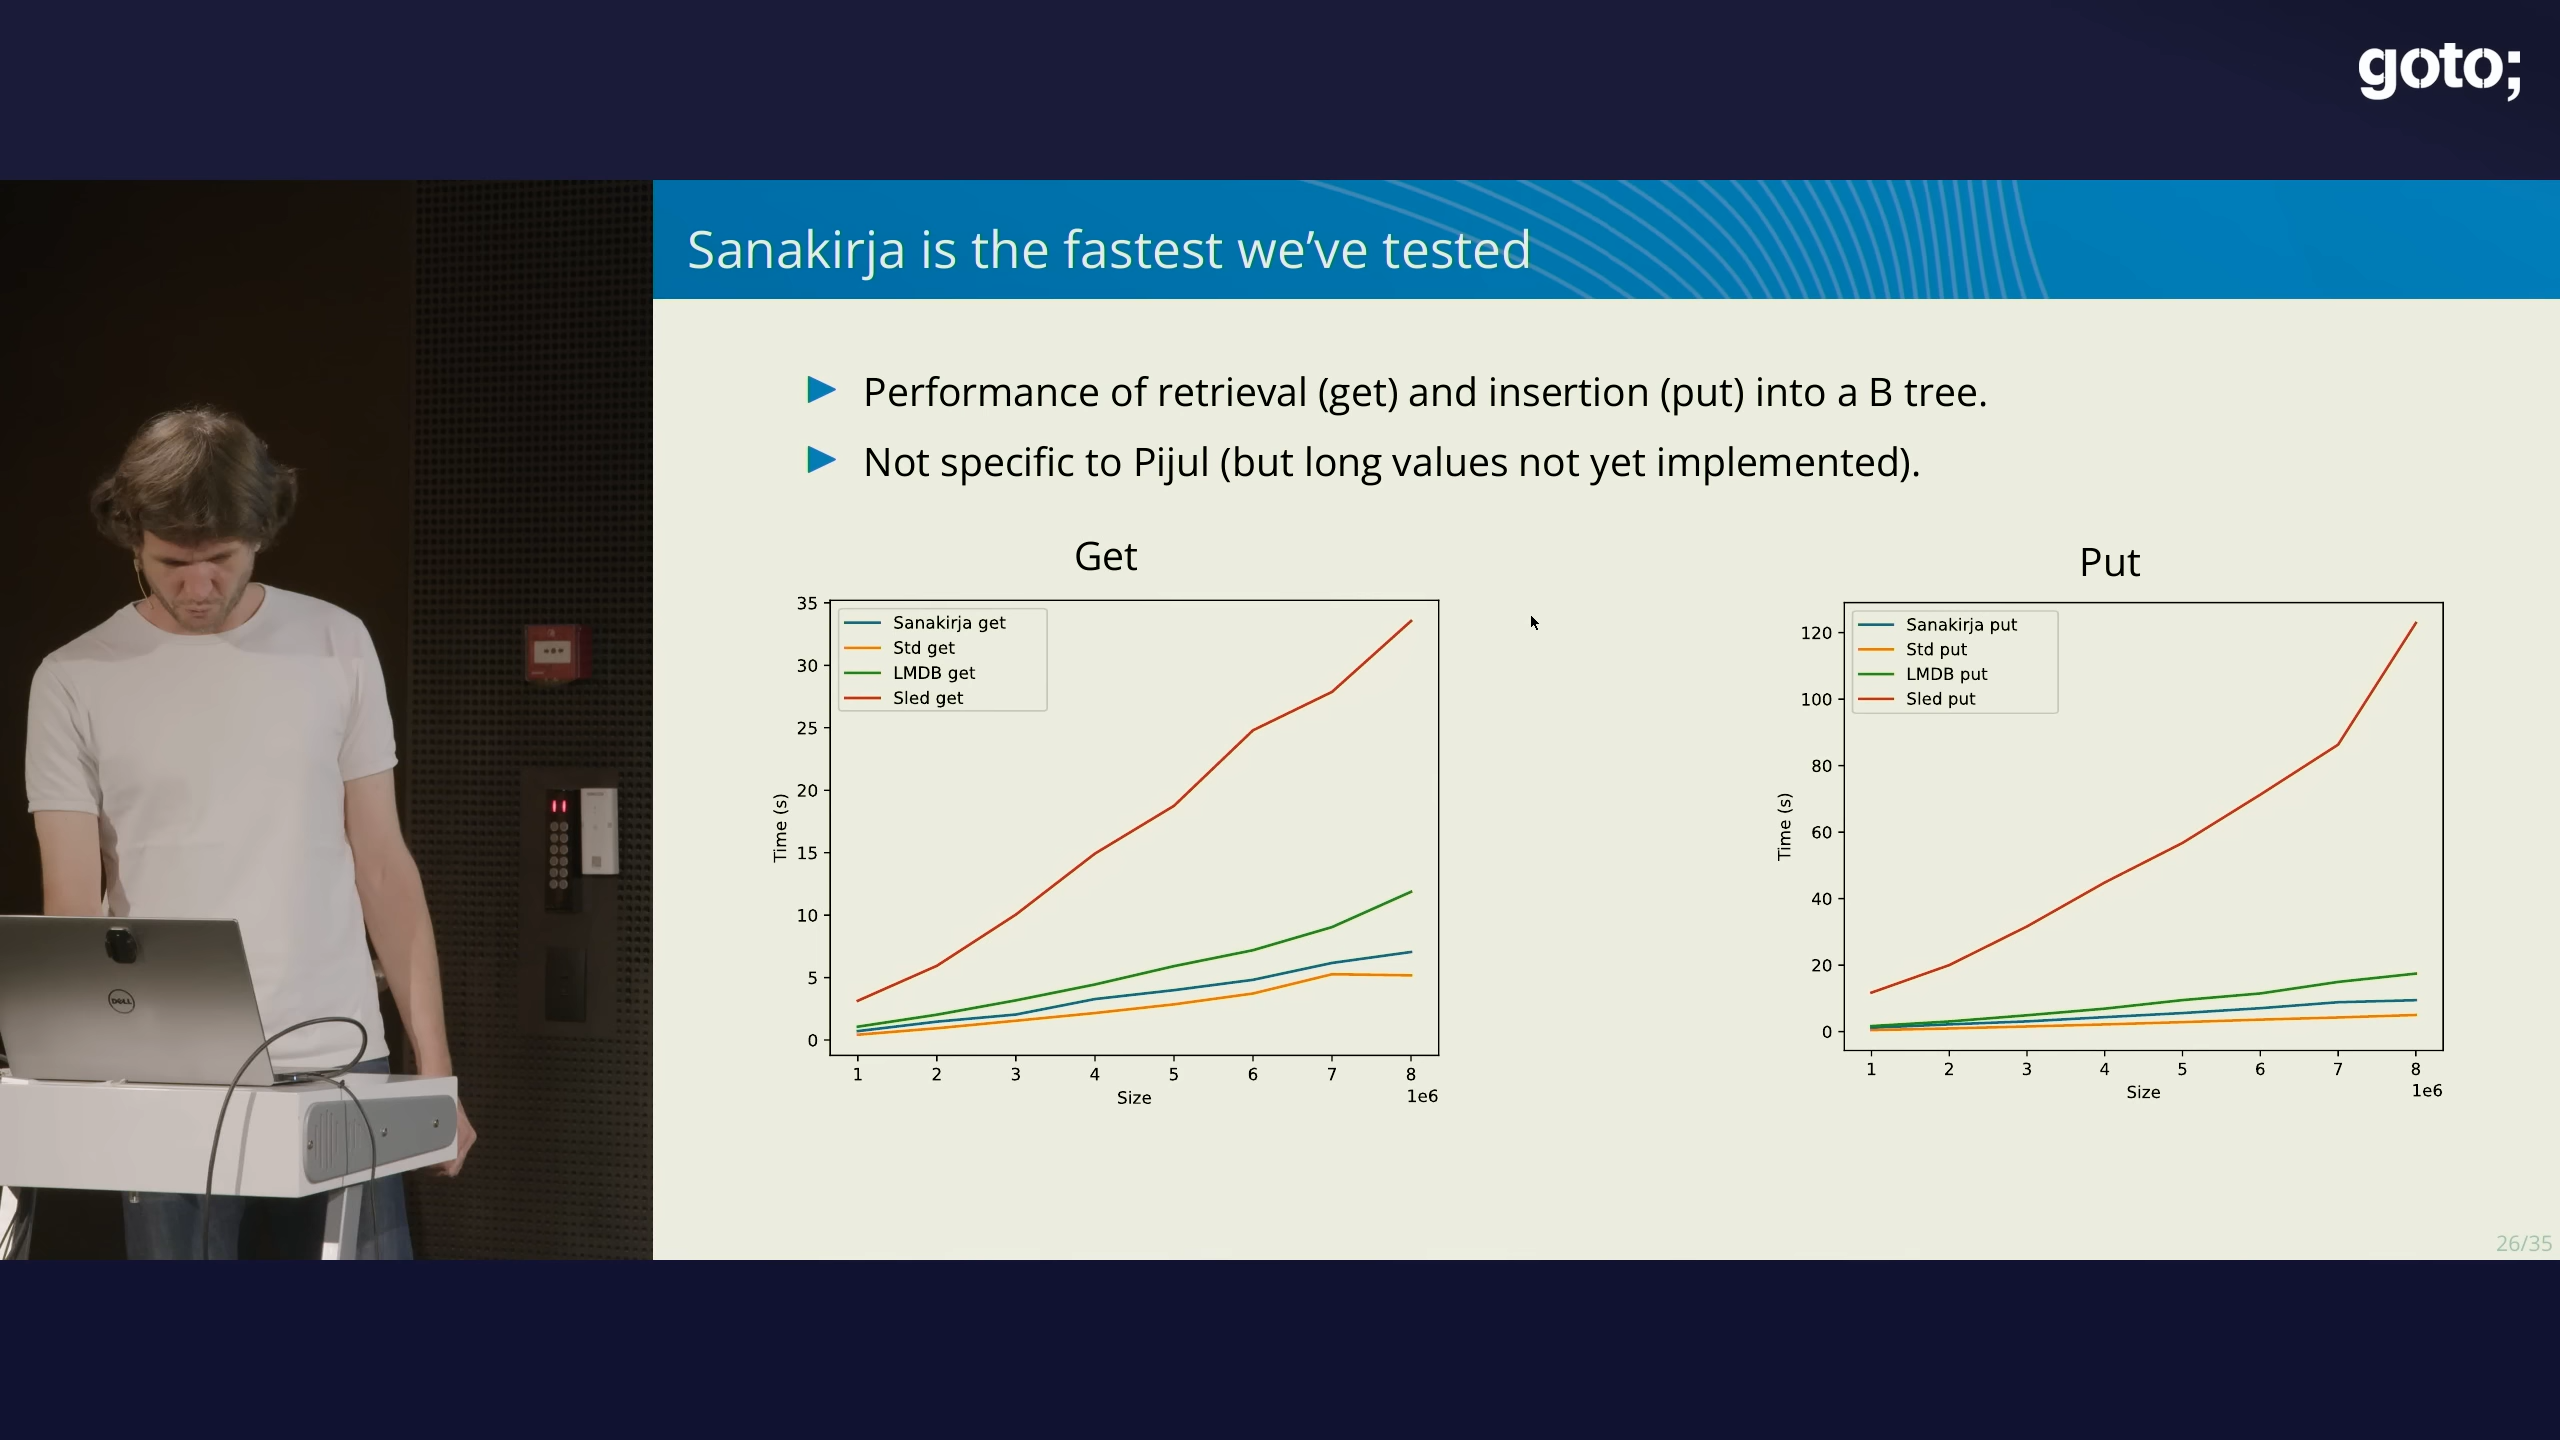 goto;
Sanakirja is the fastest we've tested
Performance of retrieval (get) and insertion (put) into a B tree.
Not specific to Pijul (but long values not yet implemented).
Get
35
30
25
20
15
10
5
0
Time (s)
Sanakirja get
Std get
LMDB get
Sled get
1 2 3 4 5 6 7 8
Size
1e6
Put
120
100
80
60
40
20
0
Time (s)
Sanakirja put
Std put
LMDB put
Sled put
1 2 3 4 5 6 7 8
Size
1e6
DELL
26/35